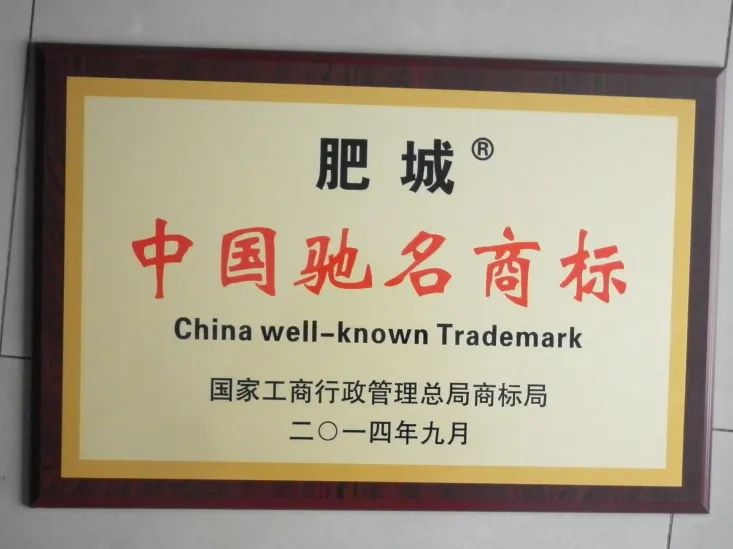 肥城®
中国驰名商标
China well-known Trademark
国家工商行政管理总局商标局
二〇一四年九月